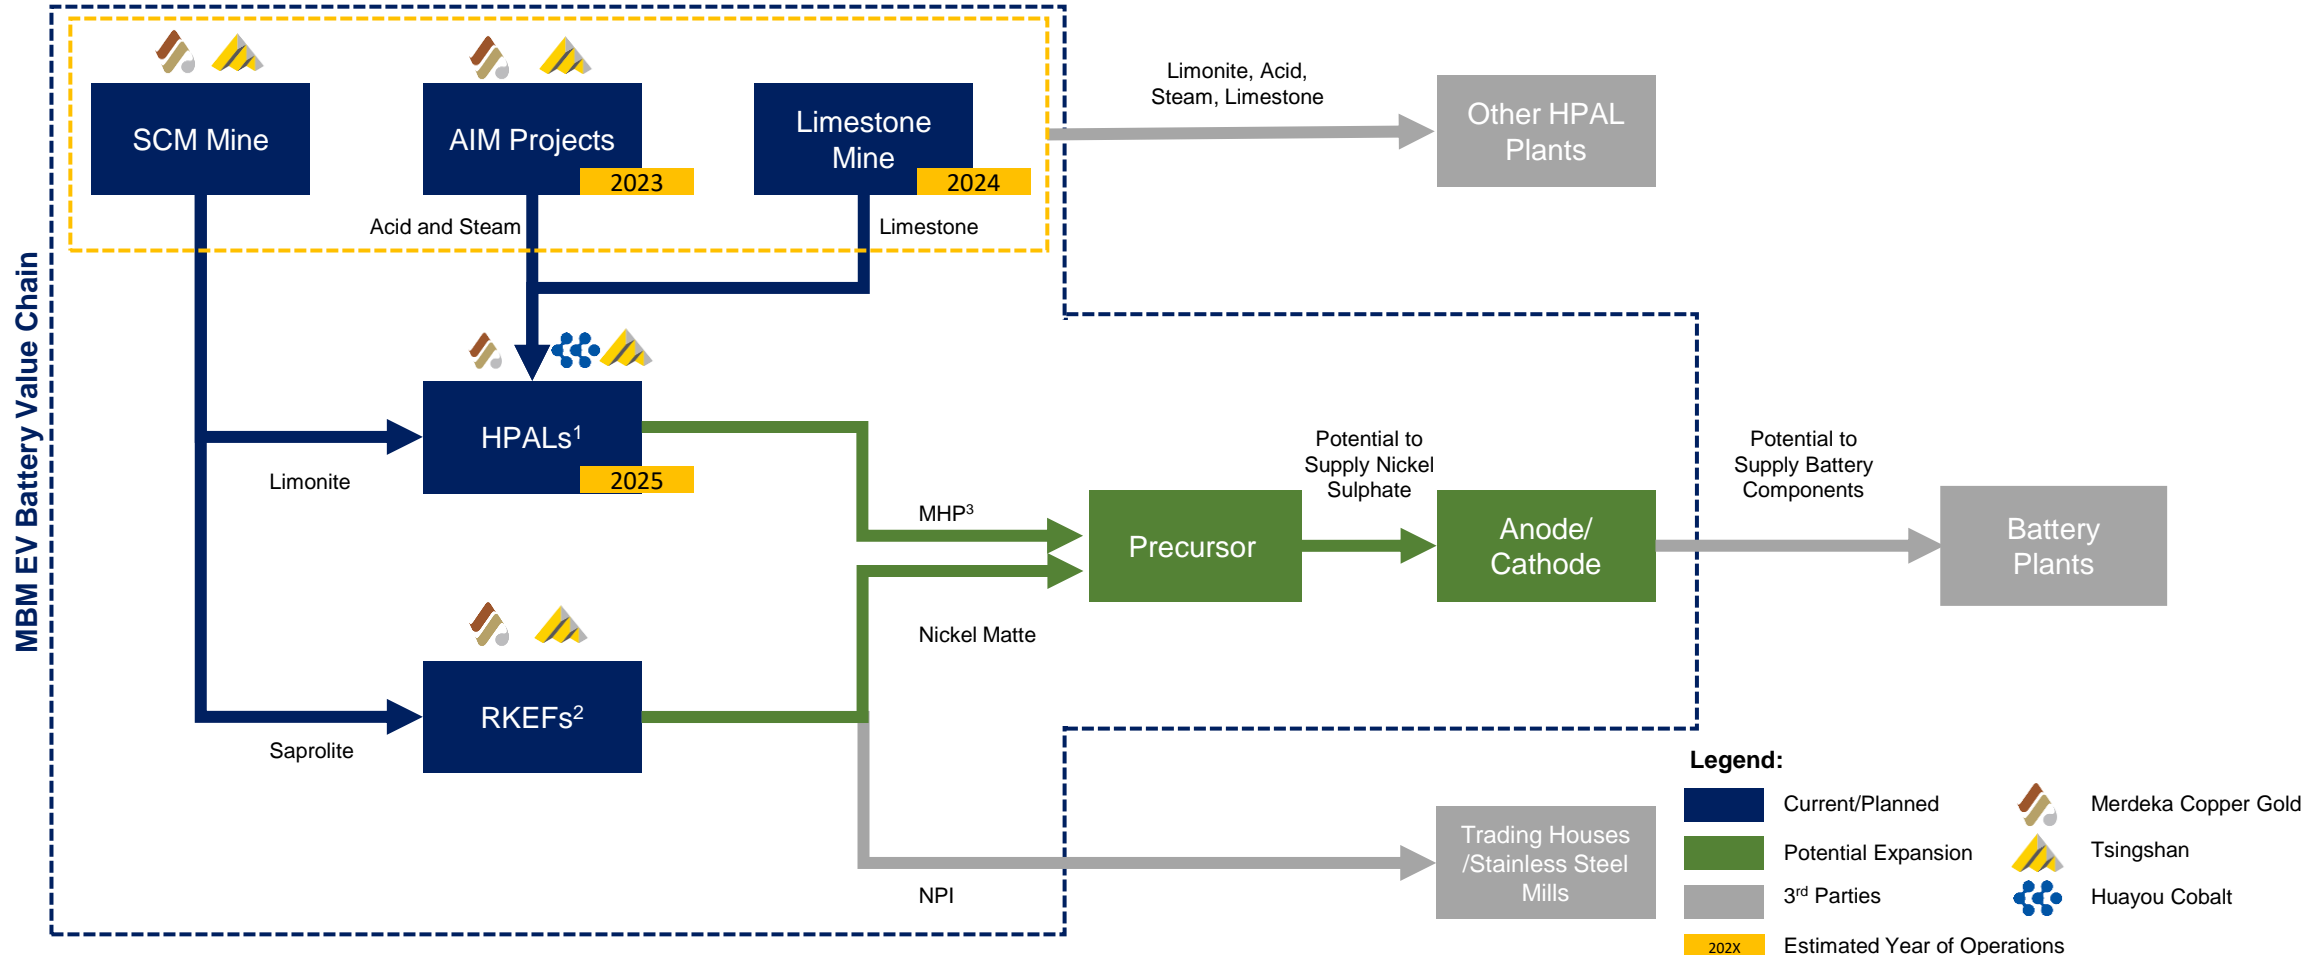 MBM EV Battery Value Chain
SCM Mine
AIM Projects
2023
Limestone
Mine
2024
Limonite, Acid,
Steam, Limestone
Other HPAL
Plants
Acid and Steam
Limestone
HPALs¹
2025
Limonite
MHP³
Potential to
Supply Nickel
Sulphate
Potential to
Supply Battery
Components
Precursor
Anode/
Cathode
Battery
Plants
Nickel Matte
RKEFs²
Saprolite
NPI
Trading Houses
/Stainless Steel
Mills
Legend:
Current/Planned
Merdeka Copper Gold
Potential Expansion
Tsingshan
3rd Parties
Huayou Cobalt
202X
Estimated Year of Operations